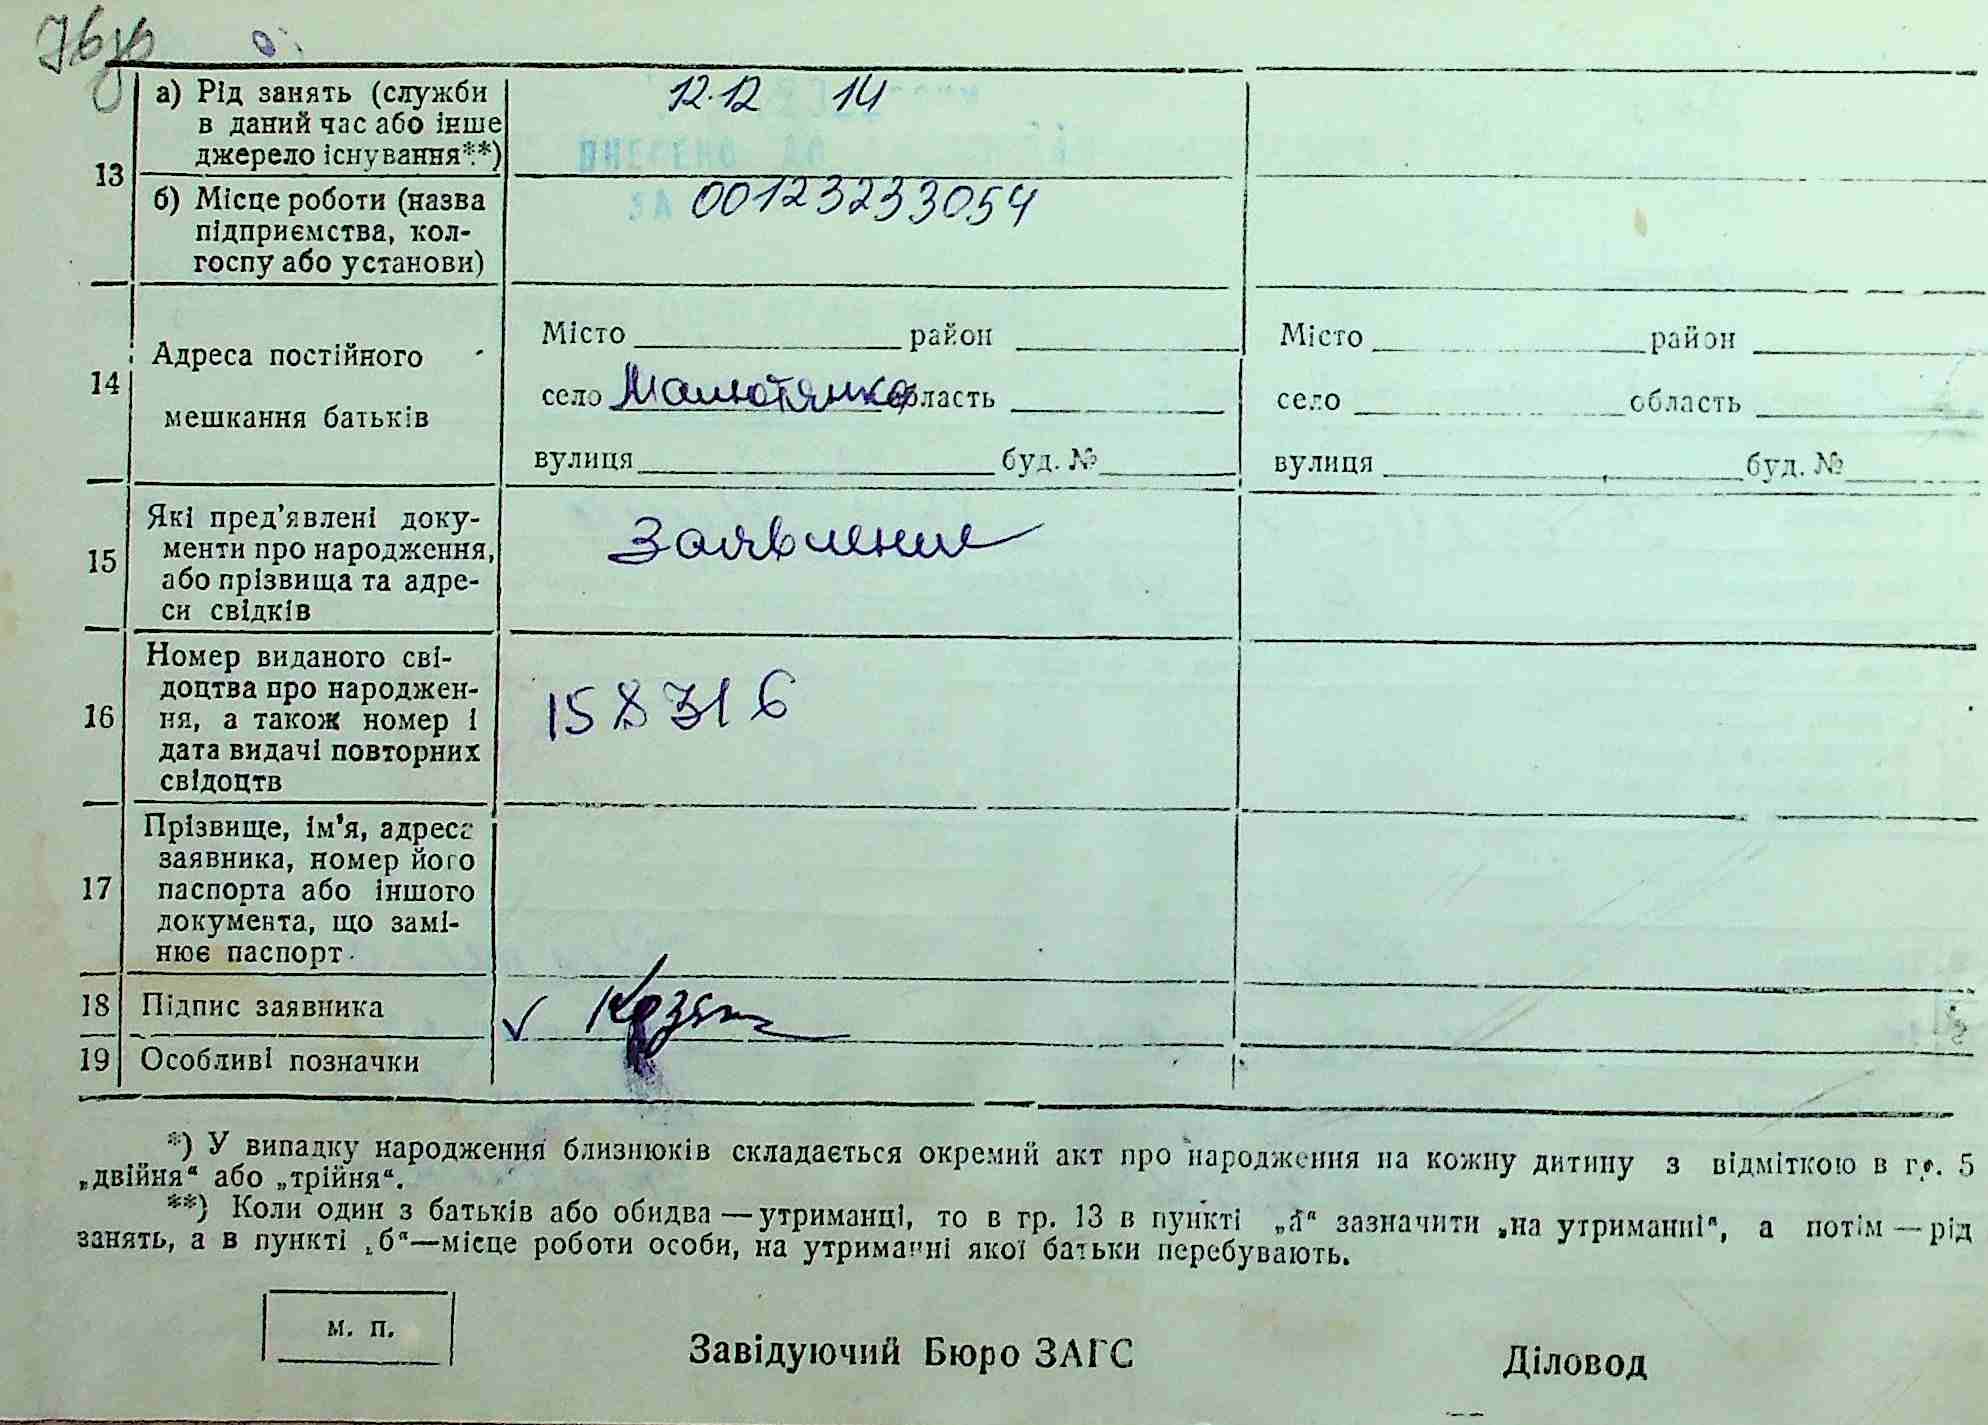 12.12 14
а) Рід занять (служби
в даний час або інше
джерело існування**)
ВНЕСЕНО ДО
13
ЗА 00123233054
б) Місце роботи (назва
підприємства, кол-
госпу або установи)
14
Адреса постійного
мешкання батьків
Місто район
село Малютянка область
вулиця буд. №
Місто район
село область
вулиця буд. №
15
Які пред'явлені доку-
менти про народження,
або прізвища та адре-
си свідків
Заявление
16
Номер виданого сві-
доцтва про народжен-
ня, а також номер і
дата видачі повторних
свідоцтв
158316
17
Прізвище, ім'я, адреса
заявника, номер його
паспорта або іншого
документа, що замі-
нює паспорт
18 Підпис заявника
19 Особливі позначки
*) У випадку народження близнюків складається окремий акт про народження на кожну дитину з відміткою в гр. 5
„двійня“ або „трійня“.
**) Коли один з батьків або обидва — утриманці, то в гр. 13 в пункті „а“ зазначити „на утриманні“, а потім — рід
занять, а в пункті „б“—місце роботи особи, на утриманні якої батьки перебувають.
м. п.
Завідуючий Бюро ЗАГС
Діловод